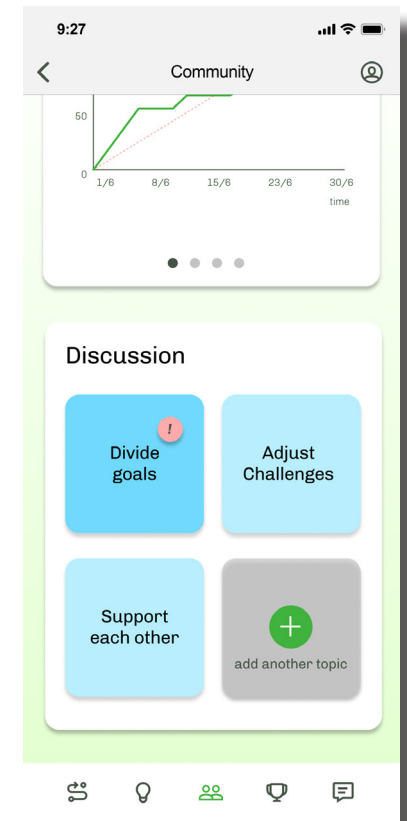 9:27
Community
50
0
1/6 8/6 15/6 23/6 30/6
time
Discussion
!
Divide
goals
Adjust
Challenges
Support
each other
add another topic